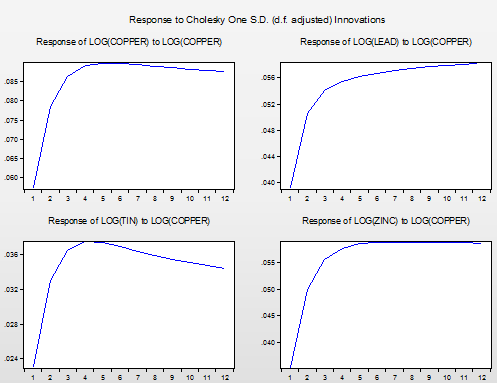 Response to Cholesky One S.D. (d.f. adjusted) Innovations
Response of LOG(COPPER) to LOG(COPPER)
.085
.080
.075
.070
.065
.060
1 2 3 4 5 6 7 8 9 10 11 12
Response of LOG(LEAD) to LOG(COPPER)
.056
.052
.048
.044
.040
1 2 3 4 5 6 7 8 9 10 11 12
Response of LOG(TIN) to LOG(COPPER)
.036
.032
.028
.024
1 2 3 4 5 6 7 8 9 10 11 12
Response of LOG(ZINC) to LOG(COPPER)
.055
.050
.045
.040
1 2 3 4 5 6 7 8 9 10 11 12